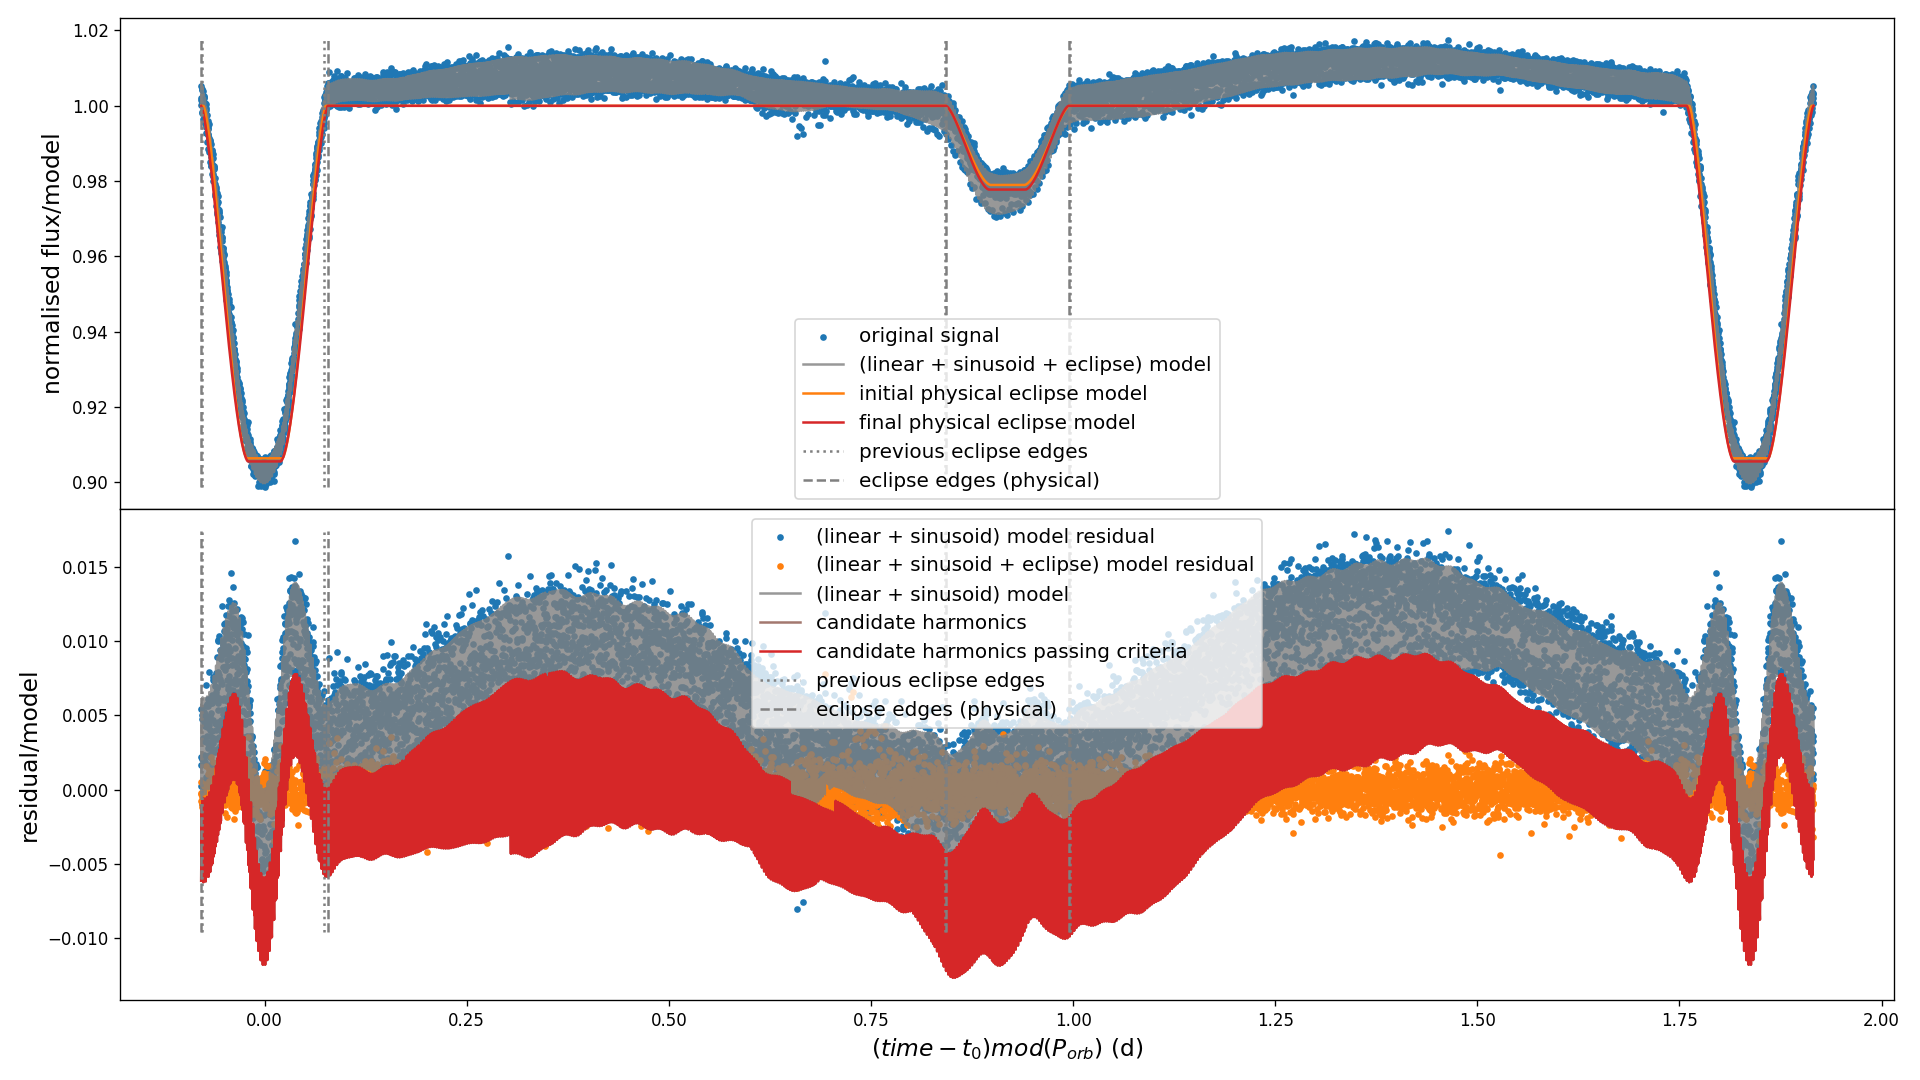 1.02
1.00
0.98
0.96
0.94
0.92
0.90
normalised flux/model
original signal
(linear + sinusoid + eclipse) model
initial physical eclipse model
final physical eclipse model
previous eclipse edges
eclipse edges (physical)
0.015
0.010
0.005
0.000
−0.005
−0.010
residual/model
(linear + sinusoid) model residual
(linear + sinusoid + eclipse) model residual
(linear + sinusoid) model
candidate harmonics
candidate harmonics passing criteria
previous eclipse edges
eclipse edges (physical)
0.00 0.25 0.50 0.75 1.00 1.25 1.50 1.75 2.00
(time − t₀)mod(Pₒᵣb) (d)